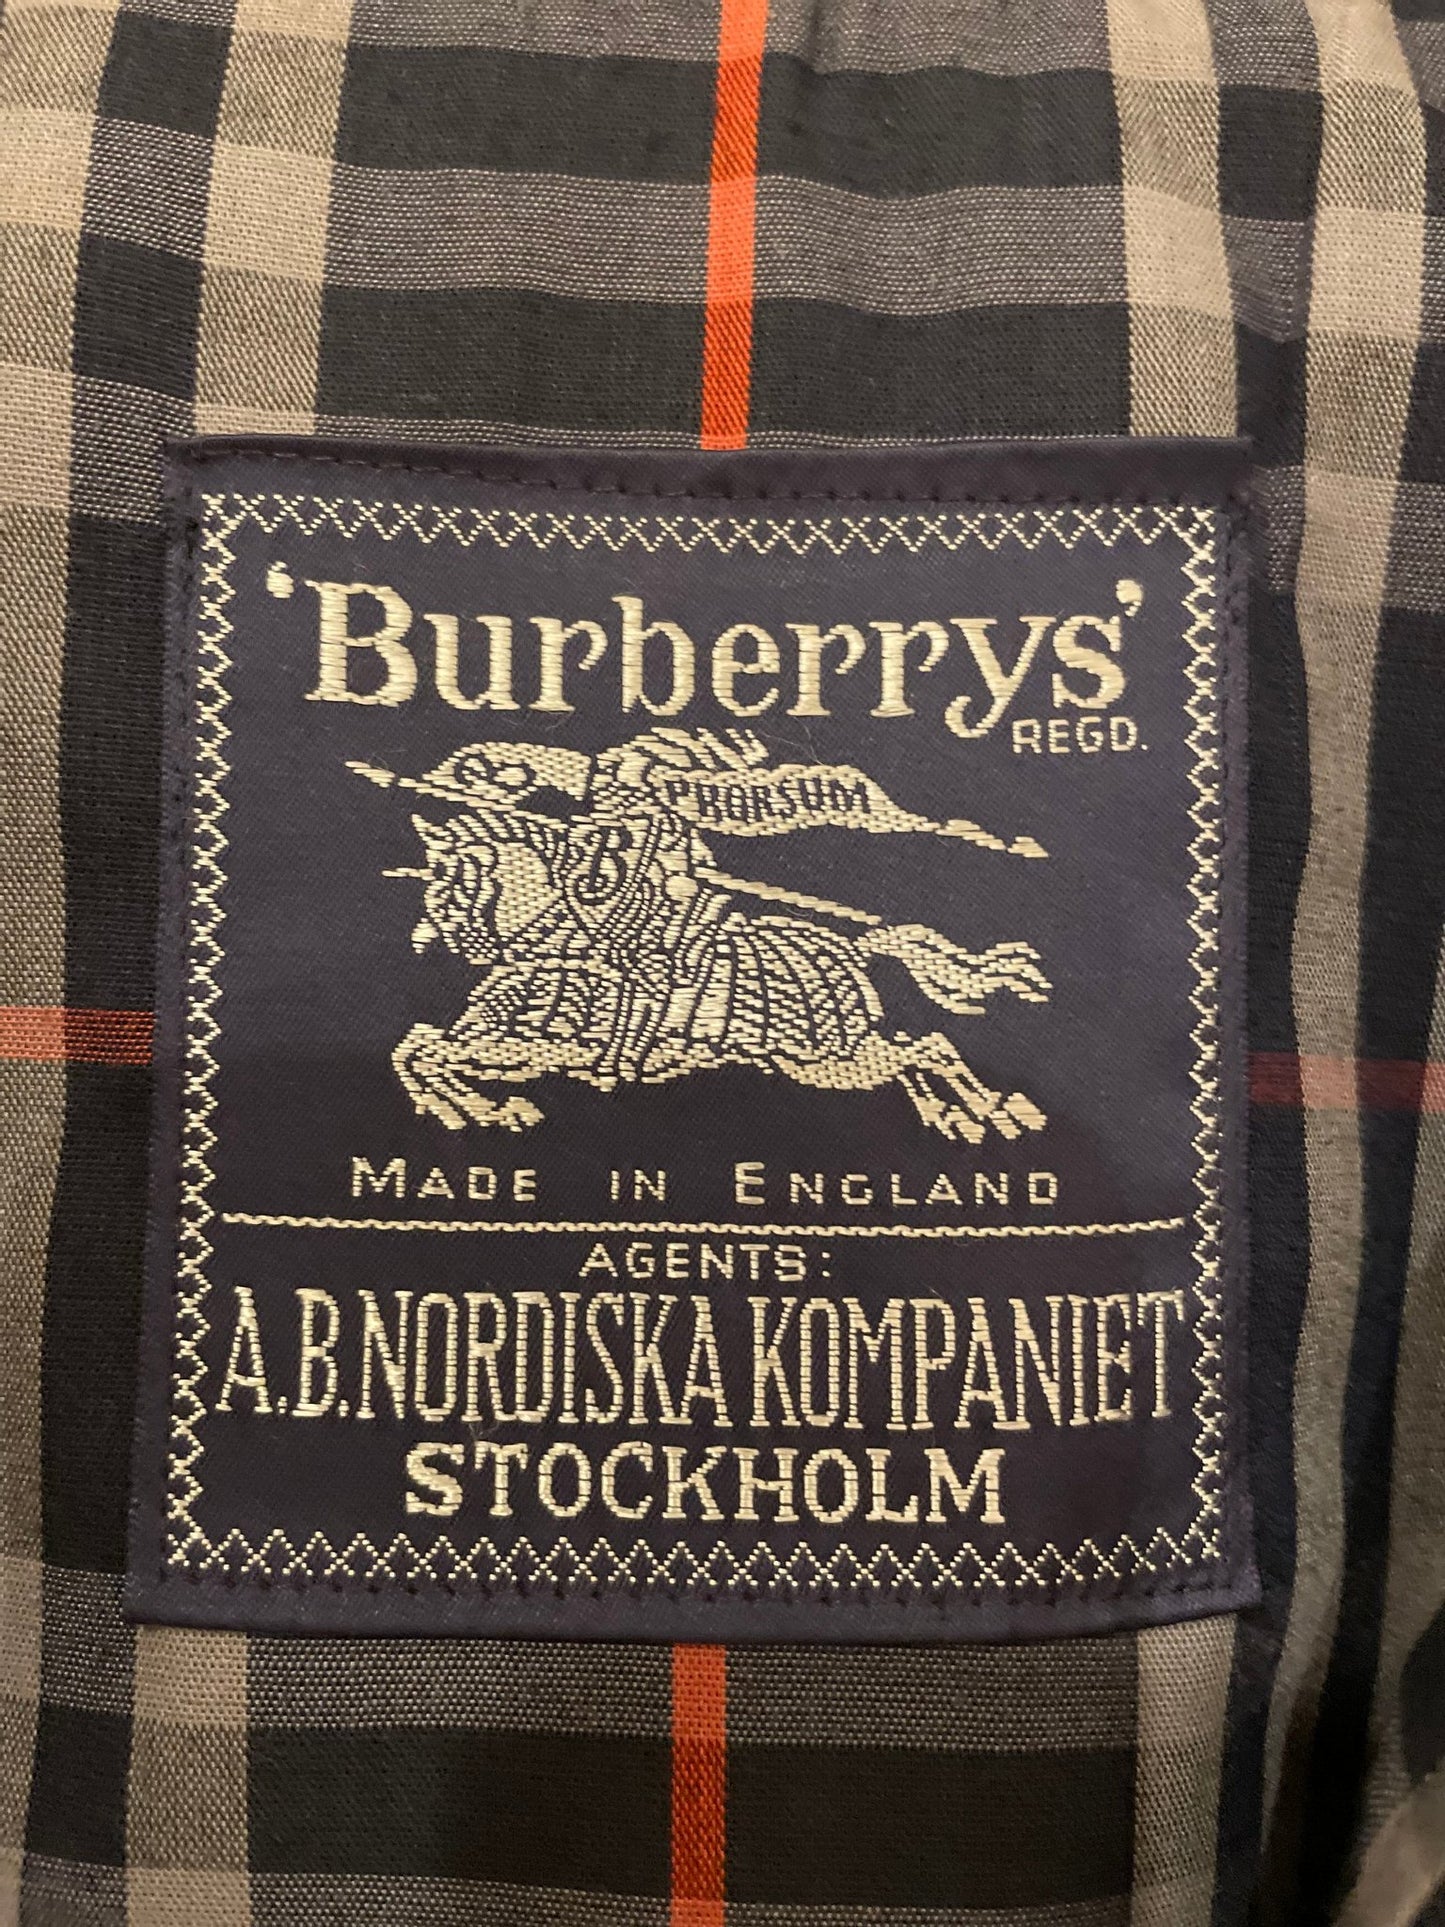 ‘Burberrys’
REGD.
PRORSUM
B
MADE IN ENGLAND
AGENTS:
A.B.NORDISKA KOMPANIET
STOCKHOLM